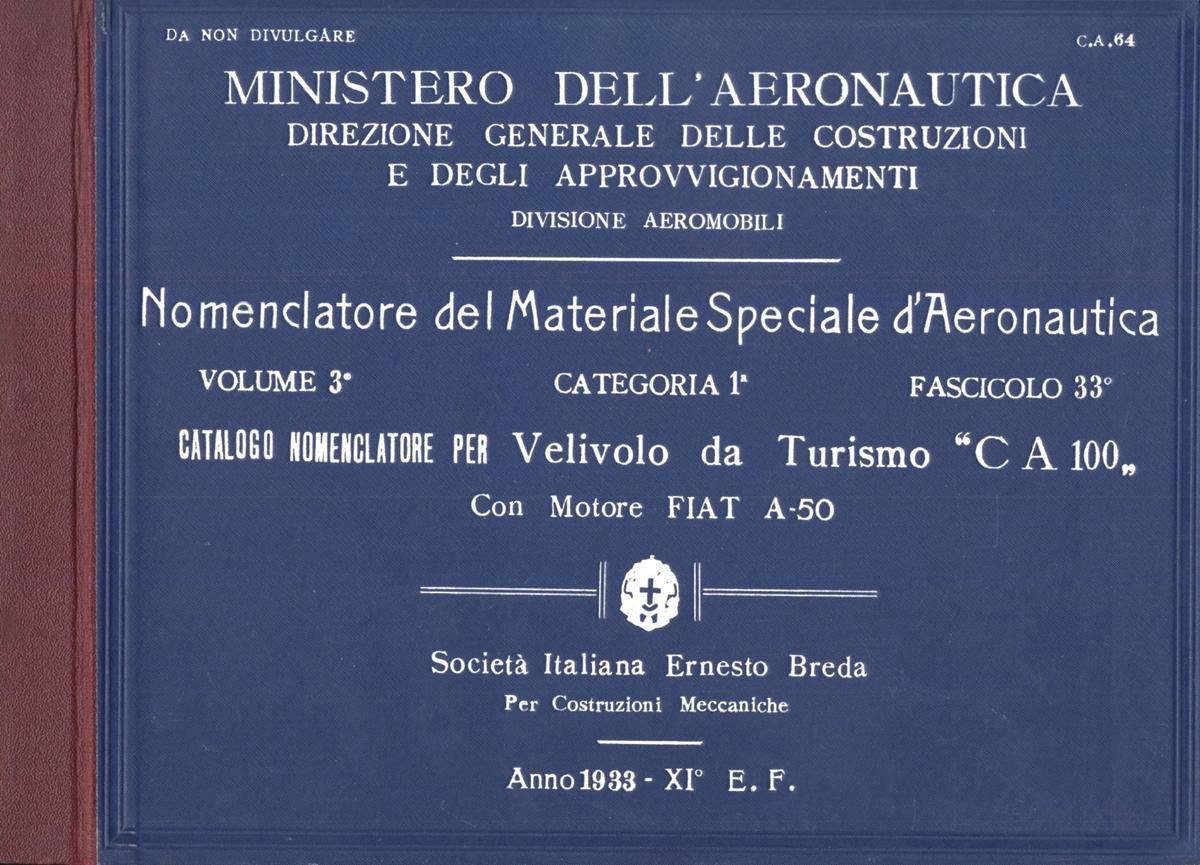 DA NON DIVULGARE
C.A.64
MINISTERO DELL'AERONAUTICA
DIREZIONE GENERALE DELLE COSTRUZIONI
E DEGLI APPROVVIGIONAMENTI
DIVISIONE AEROMOBILI
Nomenclatore del Materiale Speciale d'Aeronautica
VOLUME 3° CATEGORIA 1ª FASCICOLO 33°
CATALOGO NOMENCLATORE PER Velivolo da Turismo “C A 100„
Con Motore FIAT A-50
Società Italiana Ernesto Breda
Per Costruzioni Meccaniche
Anno 1933 - XI° E. F.